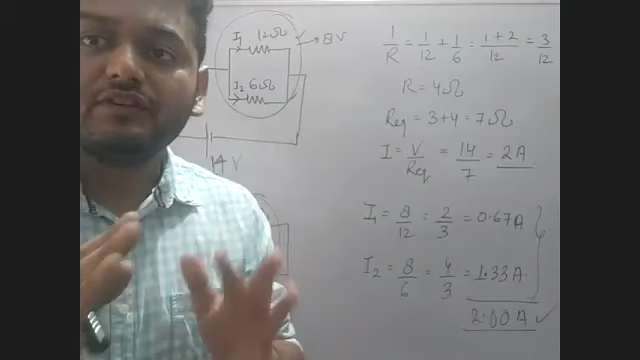 I₁ 12Ω
8V
I₂ 6Ω
14 V
1/R = 1/12 + 1/6 = (1+2)/12 = 3/12
R = 4Ω
Req = 3+4 = 7Ω
I = V/Req = 14/7 = 2A
I₁ = 8/12 = 2/3 = 0.67A
I₂ = 8/6 = 4/3 = 1.33A.
2.00A ✓